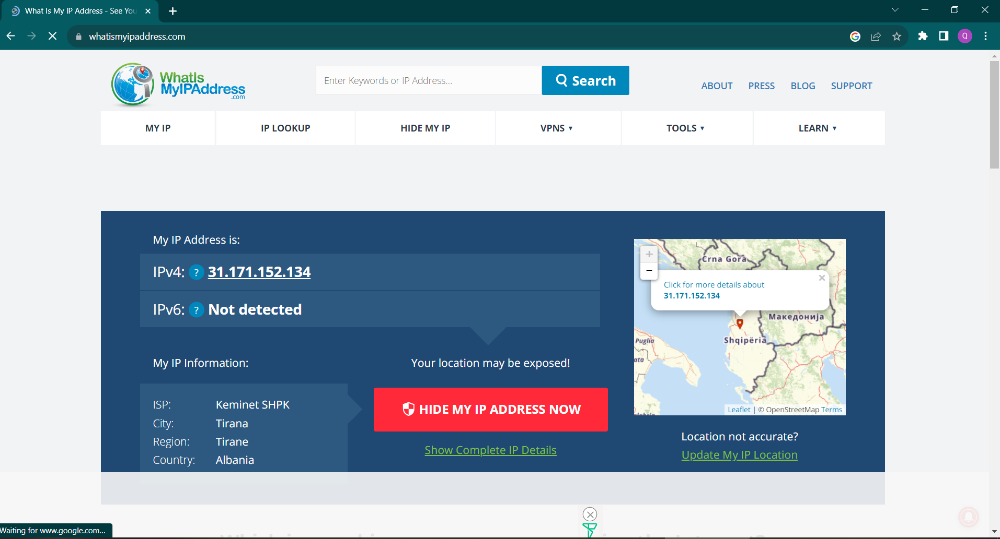 What Is My IP Address - See You
whatismyipaddress.com
Q
WhatIs
MyIPAddress
.com
Enter Keywords or IP Address...
Search
ABOUT PRESS BLOG SUPPORT
MY IP IP LOOKUP HIDE MY IP VPNS ▾ TOOLS ▾ LEARN ▾
My IP Address is:
IPv4: ? 31.171.152.134
IPv6: ? Not detected
My IP Information:
ISP: Keminet SHPK
City: Tirana
Region: Tirane
Country: Albania
Your location may be exposed!
HIDE MY IP ADDRESS NOW
Show Complete IP Details
+
−
Crna Gora
Click for more details about
31.171.152.134
×
Македонија
Shqipëria
Puglia
Leaflet | © OpenStreetMap Terms
Location not accurate?
Update My IP Location
Waiting for www.google.com...